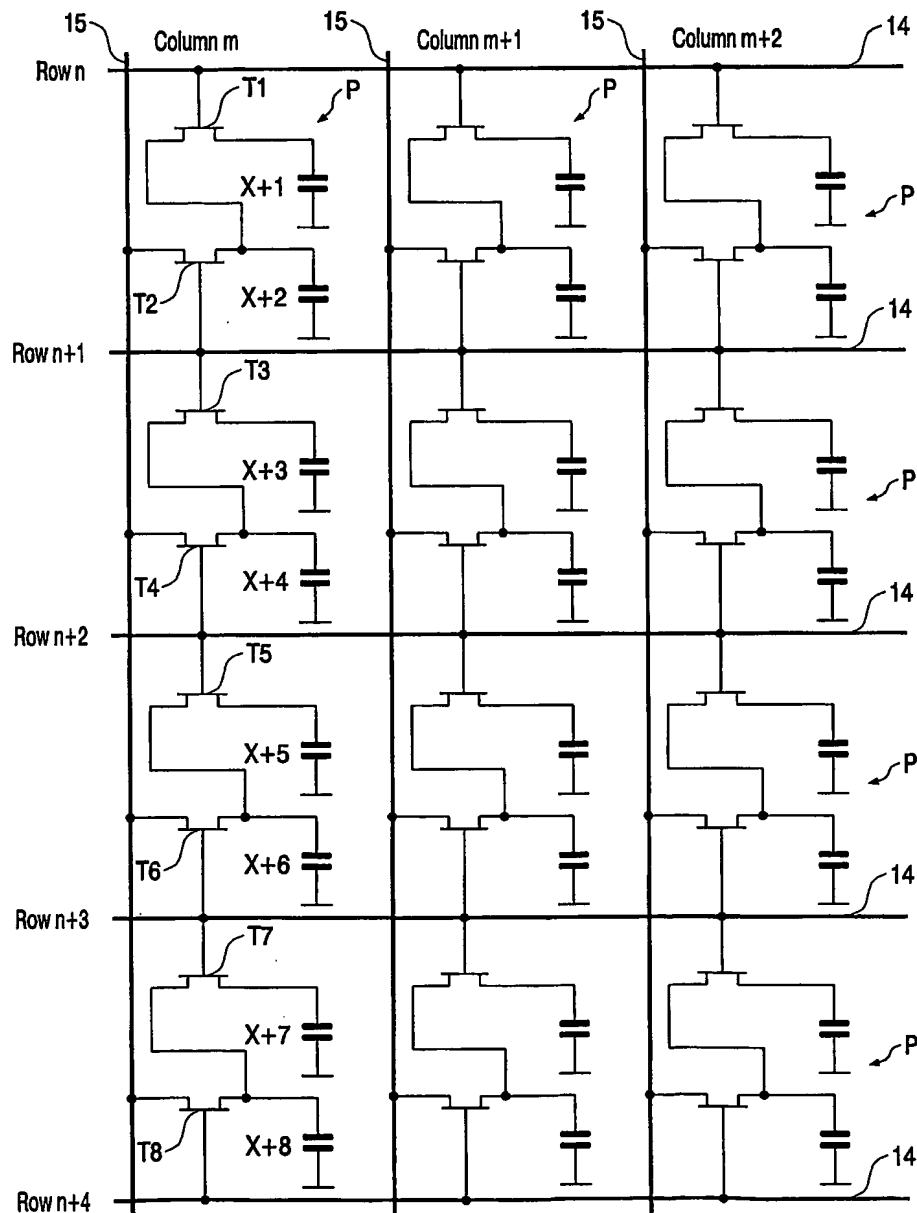 15 Column m 15 Column m+1 15 Column m+2 14
Row n
T1 P P
X+1 P
T2 X+2 14
Row n+1
T3
X+3 P
T4 X+4 14
Row n+2
T5
X+5 P
T6 X+6 14
Row n+3
T7
X+7 P
T8 X+8 14
Row n+4